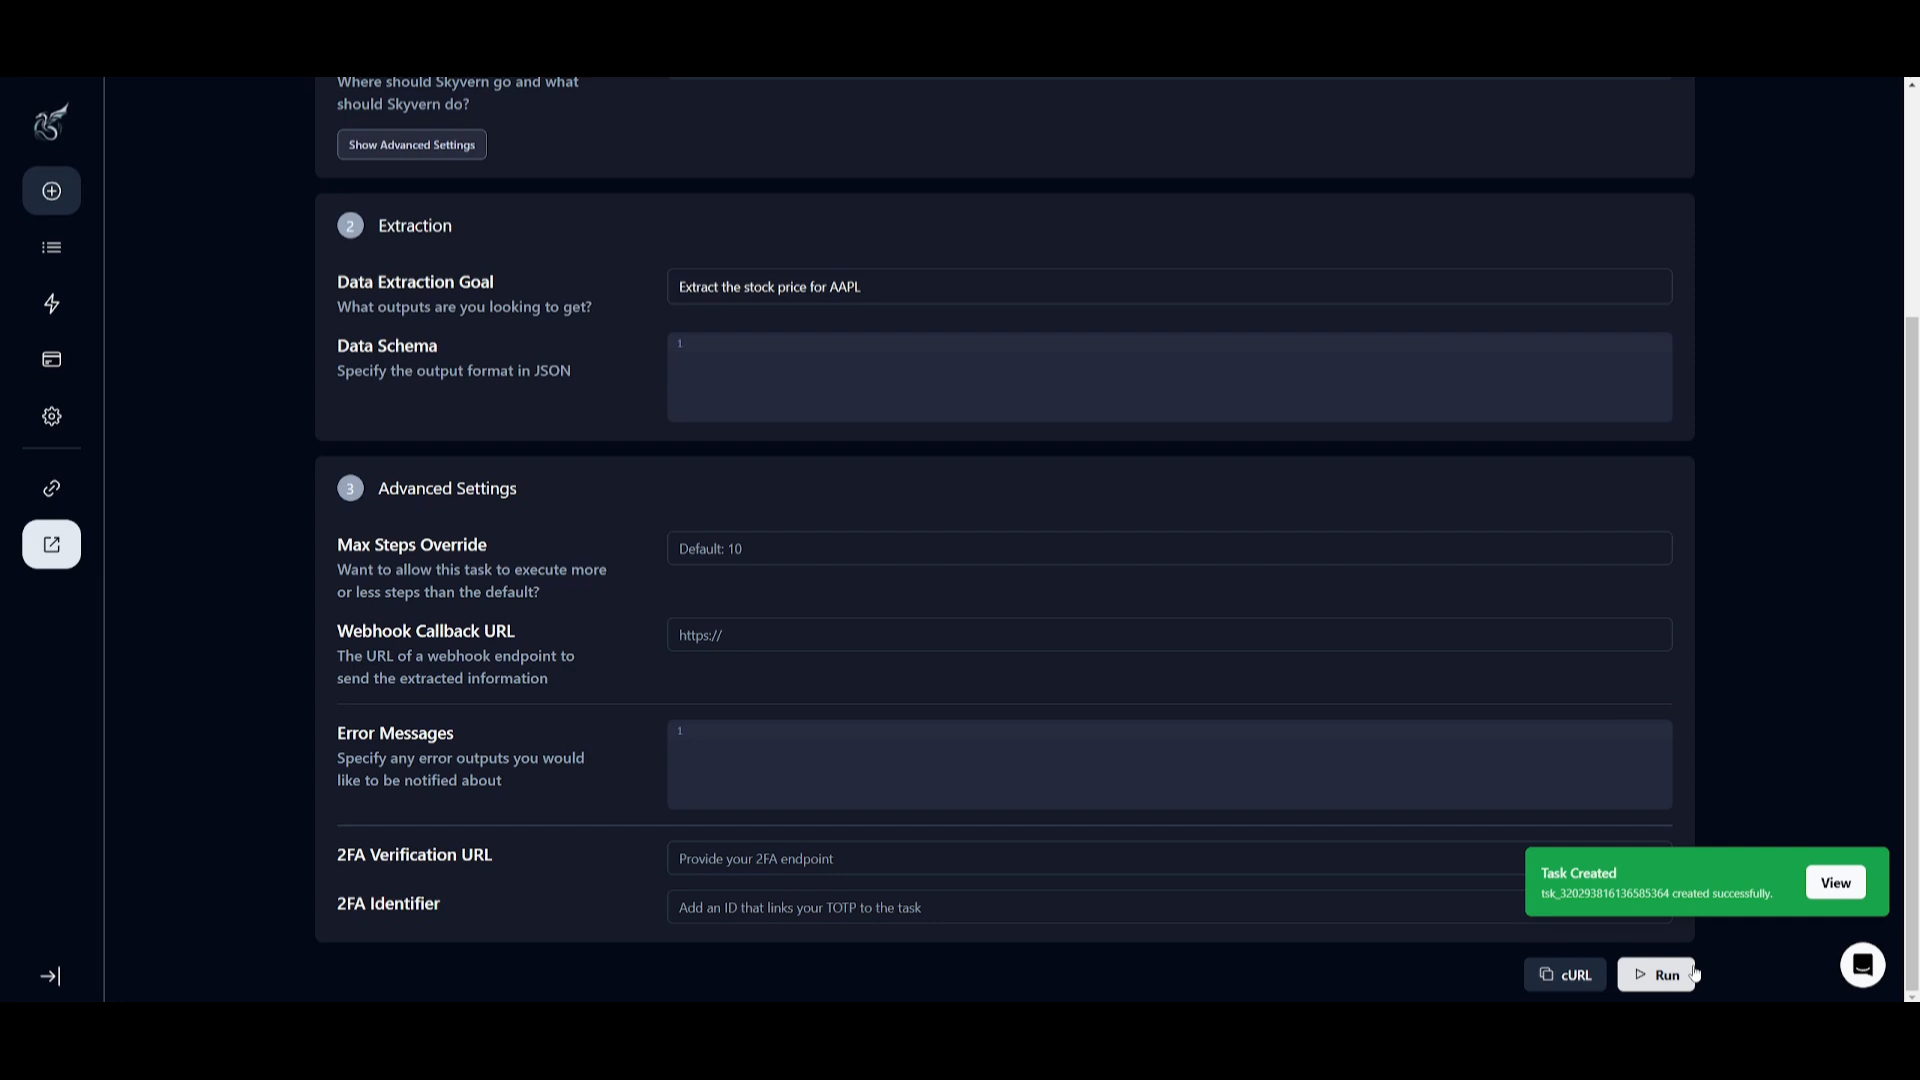 Where should Skyvern go and what
should Skyvern do?
Show Advanced Settings
2 Extraction
Data Extraction Goal
What outputs are you looking to get?
Extract the stock price for AAPL
Data Schema
Specify the output format in JSON
1
3 Advanced Settings
Max Steps Override
Want to allow this task to execute more
or less steps than the default?
Default: 10
Webhook Callback URL
The URL of a webhook endpoint to
send the extracted information
https://
Error Messages
Specify any error outputs you would
like to be notified about
1
2FA Verification URL
Provide your 2FA endpoint
2FA Identifier
Add an ID that links your TOTP to the task
Task Created
tsk_320293816136585364 created successfully.
View
cURL
Run